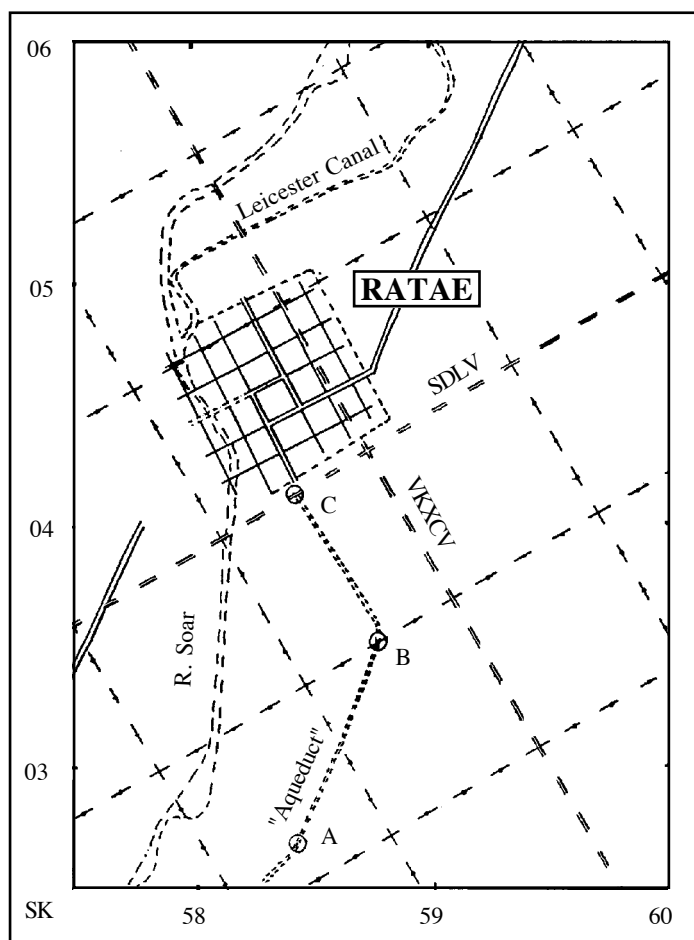 06
Leicester Canal
05
RATAE
SDLV
C
04
VKXCV
R. Soar
B
03
"Aqueduct"
A
SK
58
59
60